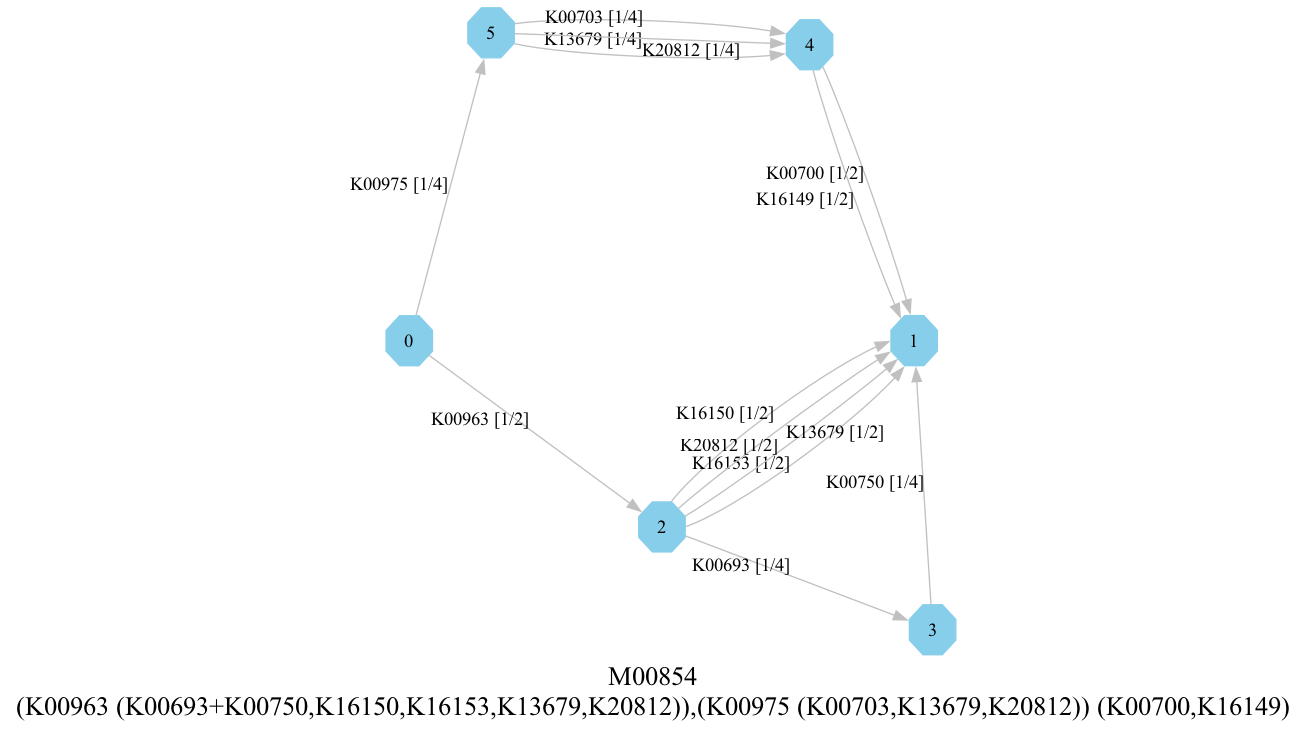 5
K00703 [1/4]
K13679 [1/4]
K20812 [1/4]
4
K00975 [1/4]
K00700 [1/2]
K16149 [1/2]
0
1
K00963 [1/2]
K16150 [1/2]
K20812 [1/2]
K13679 [1/2]
K16153 [1/2]
K00750 [1/4]
2
K00693 [1/4]
3
M00854
(K00963 (K00693+K00750,K16150,K16153,K13679,K20812)),(K00975 (K00703,K13679,K20812)) (K00700,K16149)